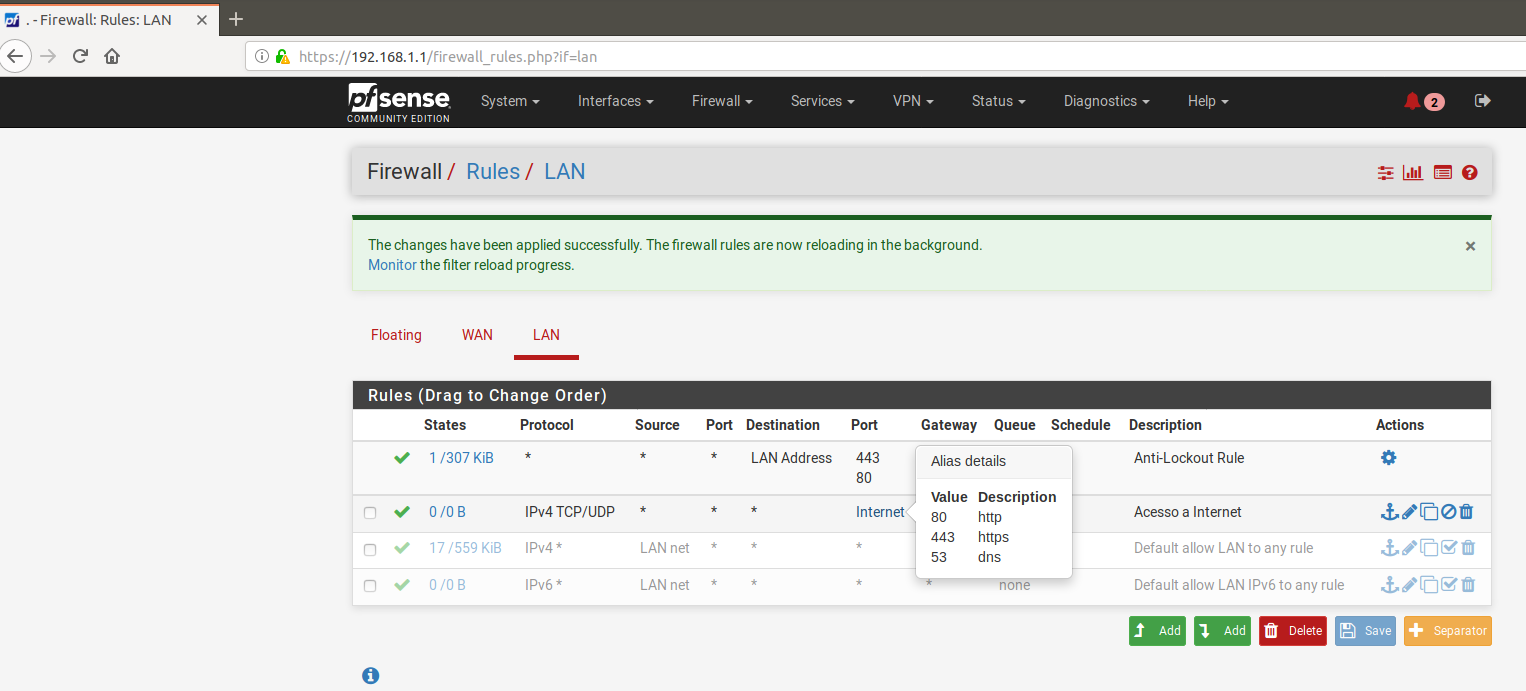 pf . - Firewall: Rules: LAN
https://192.168.1.1/firewall_rules.php?if=lan
pfsense
COMMUNITY EDITION
System Interfaces Firewall Services VPN Status Diagnostics Help 2
Firewall / Rules / LAN
The changes have been applied successfully. The firewall rules are now reloading in the background.
Monitor the filter reload progress.
Floating WAN LAN
Rules (Drag to Change Order)
States Protocol Source Port Destination Port Gateway Queue Schedule Description Actions
1 /307 KiB * * * LAN Address 443 Anti-Lockout Rule
80
0 /0 B IPv4 TCP/UDP * * * Internet Acesso a Internet
17 /559 KiB IPv4 * LAN net * * * Default allow LAN to any rule
0 /0 B IPv6 * LAN net * * * * none Default allow LAN IPv6 to any rule
Alias details
Value Description
80 http
443 https
53 dns
Add Add Delete Save Separator